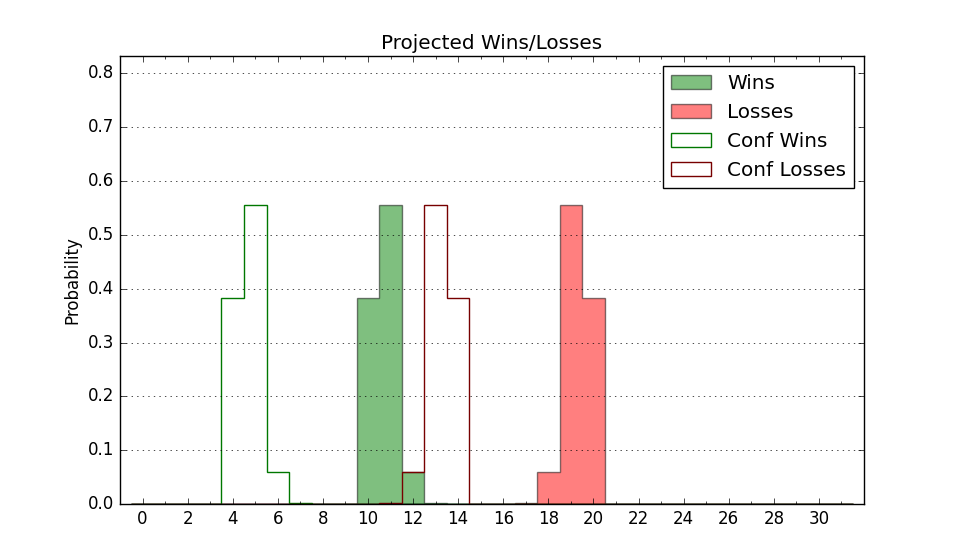 Projected Wins/Losses
0.8
0.7
0.6
0.5
0.4
0.3
0.2
0.1
0.0
Probability
Wins
Losses
Conf Wins
Conf Losses
0 2 4 6 8 10 12 14 16 18 20 22 24 26 28 30